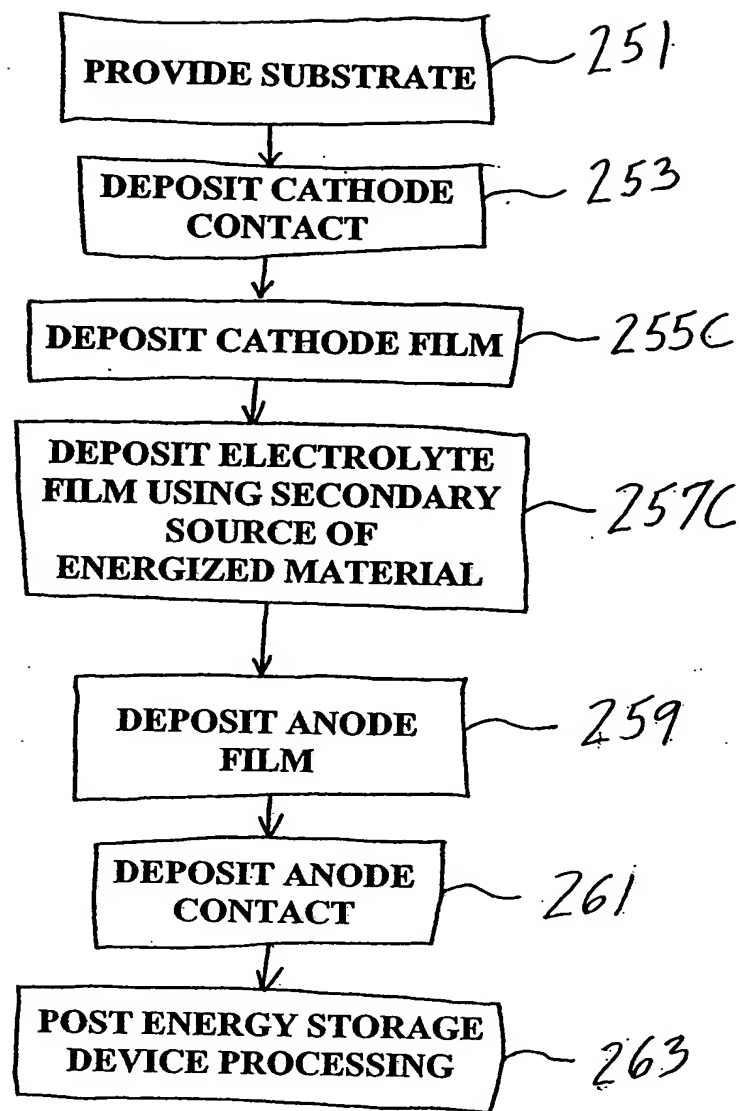 PROVIDE SUBSTRATE
251
DEPOSIT CATHODE
CONTACT
253
DEPOSIT CATHODE FILM
255C
DEPOSIT ELECTROLYTE
FILM USING SECONDARY
SOURCE OF
ENERGIZED MATERIAL
257C
DEPOSIT ANODE
FILM
259
DEPOSIT ANODE
CONTACT
261
POST ENERGY STORAGE
DEVICE PROCESSING
263